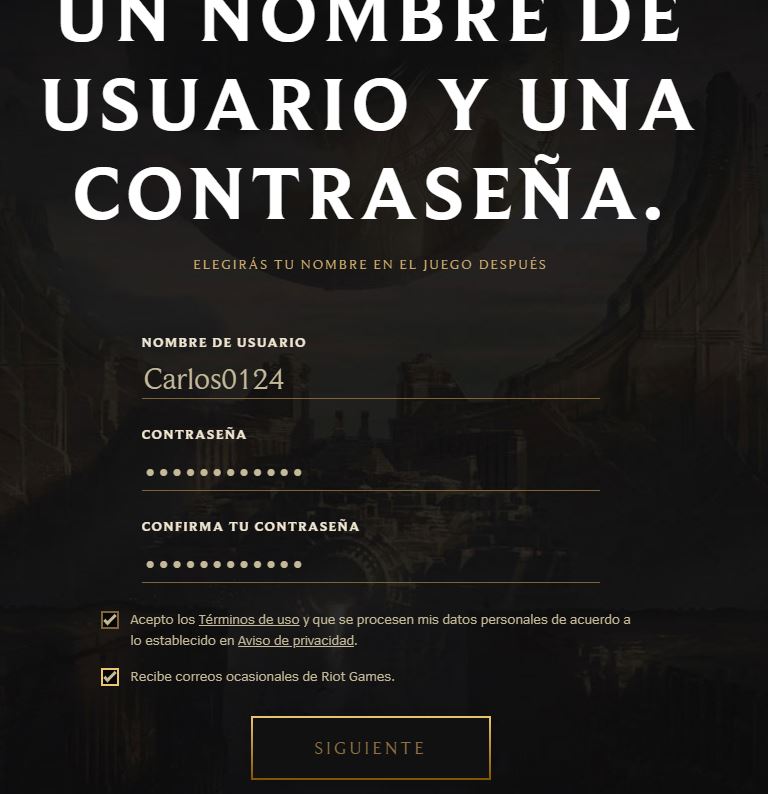 UN NOMBRE DE
USUARIO Y UNA
CONTRASEÑA.
ELEGIRÁS TU NOMBRE EN EL JUEGO DESPUÉS
NOMBRE DE USUARIO
Carlos0124
CONTRASEÑA
••••••••••••
CONFIRMA TU CONTRASEÑA
••••••••••••
Acepto los Términos de uso y que se procesen mis datos personales de acuerdo a
lo establecido en Aviso de privacidad.
Recibe correos ocasionales de Riot Games.
SIGUIENTE